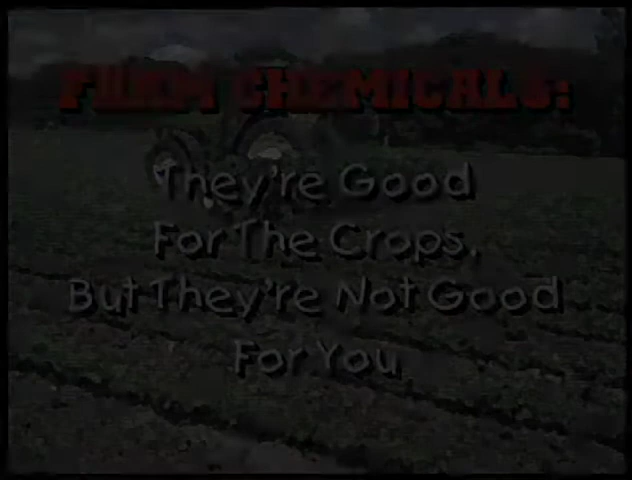 FARM CHEMICALS:
They're Good
For The Crops,
But They're Not Good
For You